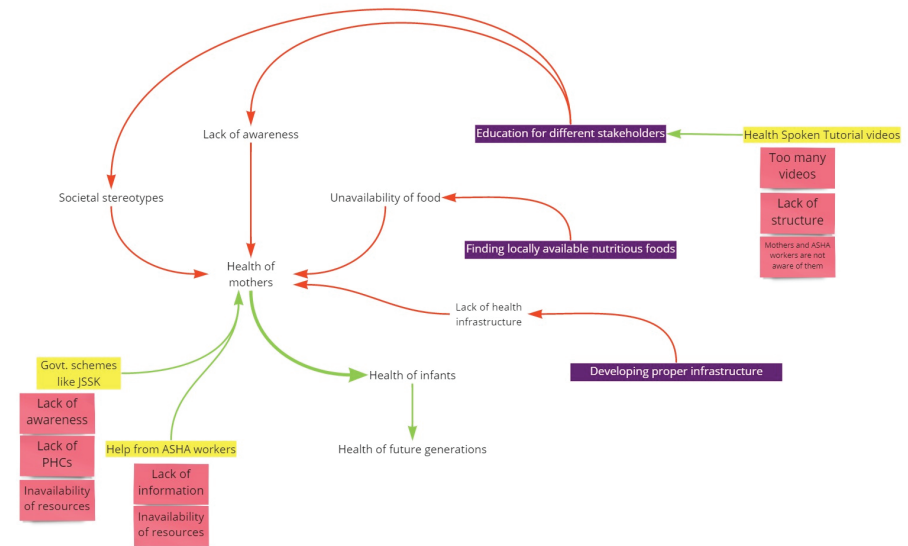 Lack of awareness
Education for different stakeholders
Health Spoken Tutorial videos
Too many
videos
Lack of
structure
Mothers and ASHA
workers are not
aware of them
Societal stereotypes
Unavailability of food
Finding locally available nutritious foods
Health of
mothers
Lack of health
infrastructure
Developing proper infrastructure
Govt. schemes
like JSSK
Lack of
awareness
Lack of
PHCs
Inavailability
of resources
Help from ASHA workers
Lack of
information
Inavailability
of resources
Health of infants
Health of future generations